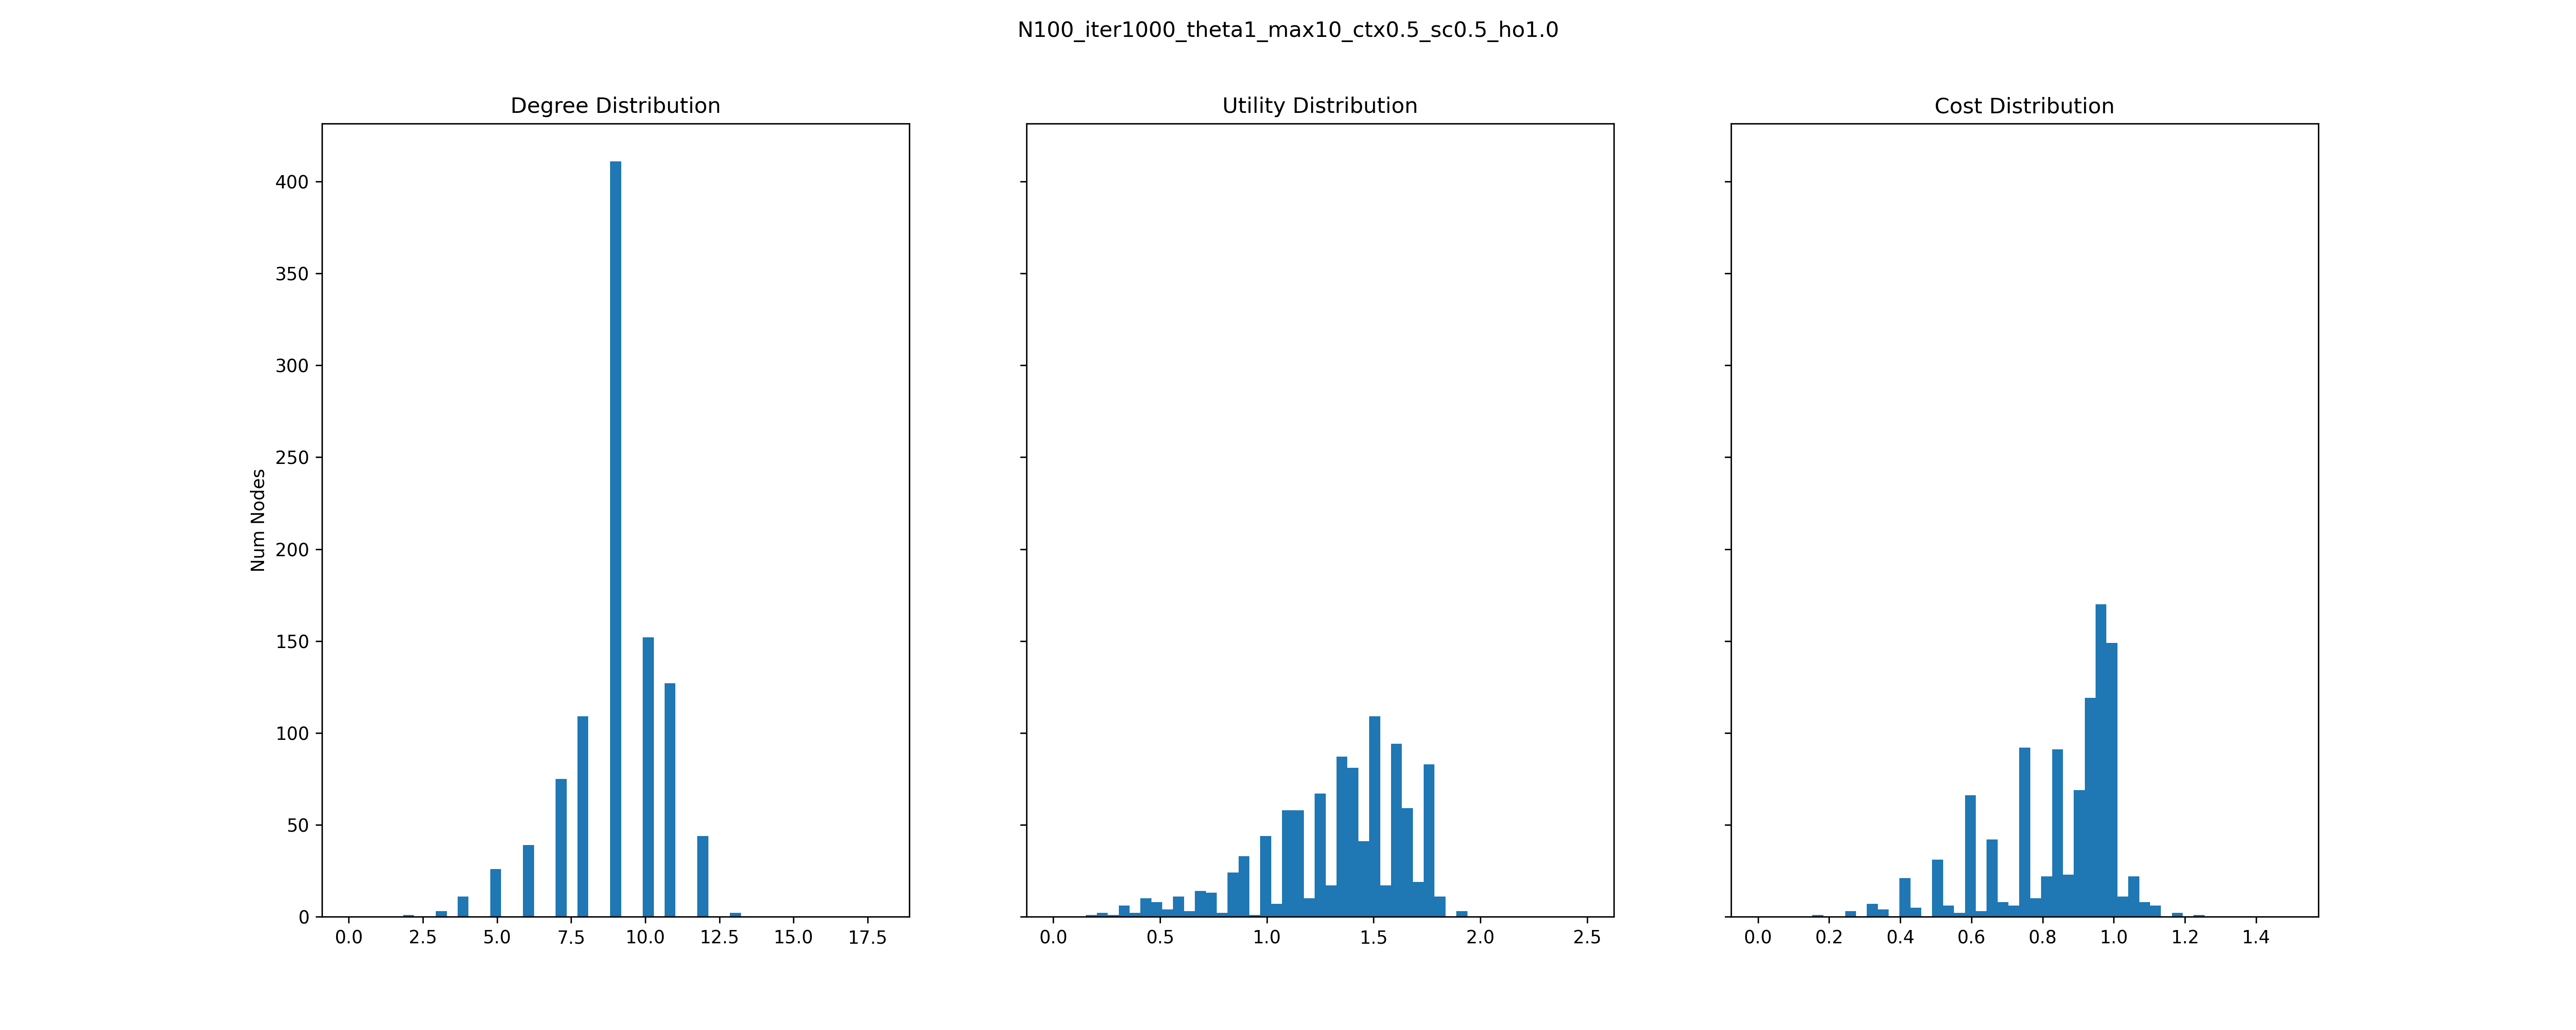 N100_iter1000_theta1_max10_ctx0.5_sc0.5_ho1.0
Degree Distribution
Utility Distribution
Cost Distribution
Num Nodes
400
350
300
250
200
150
100
50
0
0.0 2.5 5.0 7.5 10.0 12.5 15.0 17.5
0.0 0.5 1.0 1.5 2.0 2.5
0.0 0.2 0.4 0.6 0.8 1.0 1.2 1.4